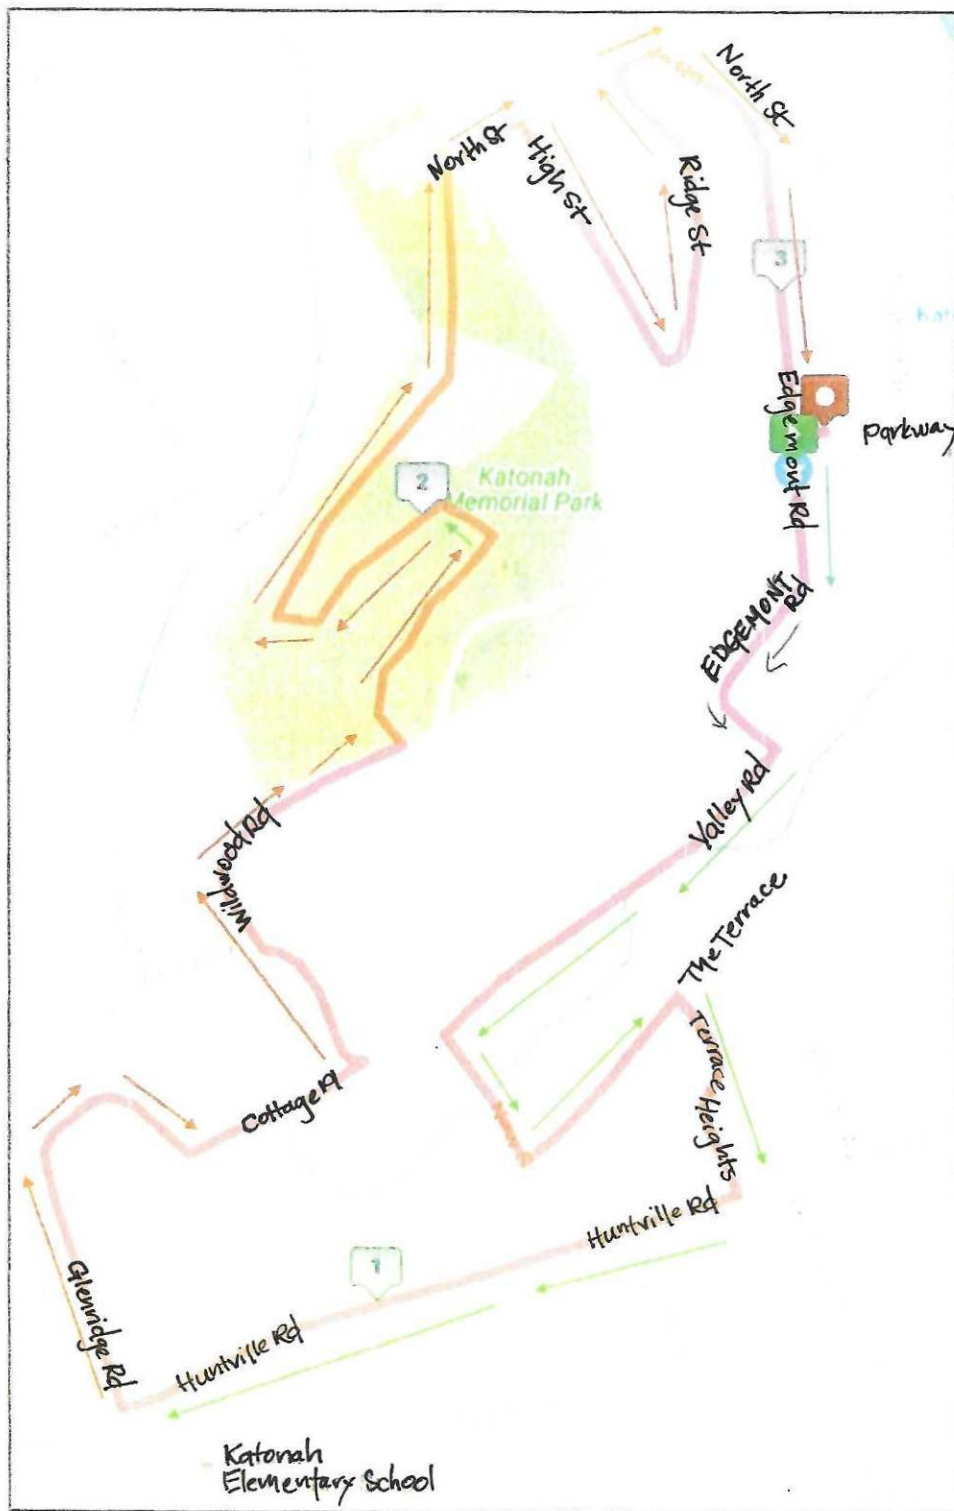 North St
North St
High St
Ridge St
3
Edgemont Rd
Parkway
2
Katonah
Memorial Park
EDGEMONT
Rd
Valley Rd
Wildwood Rd
The Terrace
Terrace Heights
Cottage Pl
Huntville Rd
1
Glenridge Rd
Huntville Rd
Katonah
Elementary School